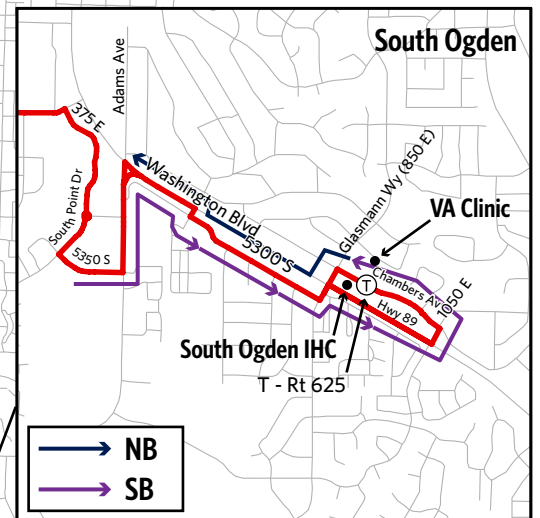 South Ogden
Adams Ave
375 E
Washington Blvd
Glasmann Wy (850 E)
VA Clinic
South Point Dr
5300 S
5350 S
Chambers Av
1050 E
T
Hwy 89
South Ogden IHC
T - Rt 625
NB
SB